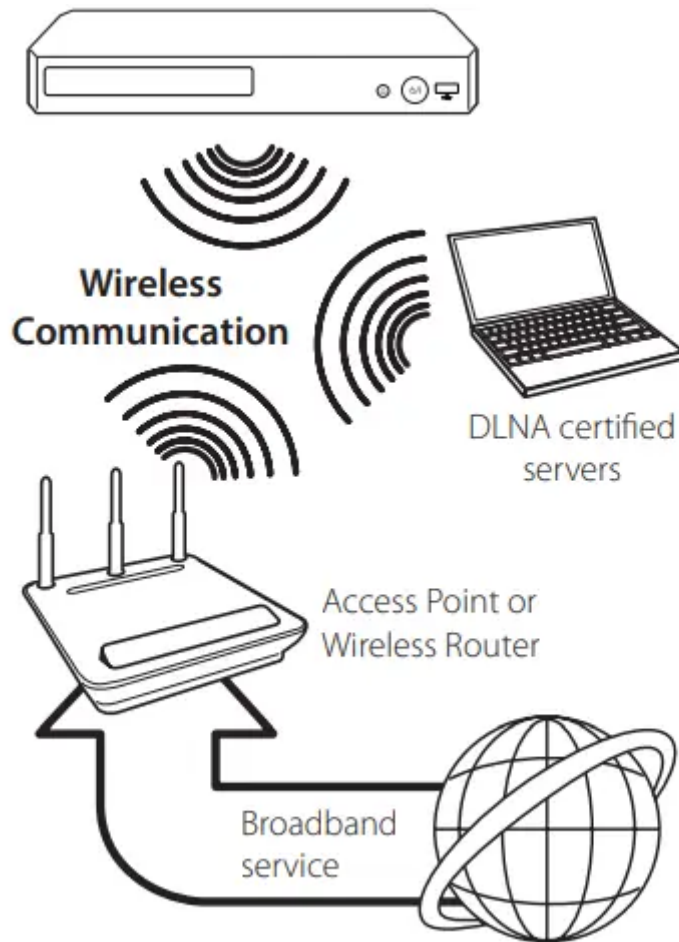 Wireless
Communication
DLNA certified
servers
Access Point or
Wireless Router
Broadband
service